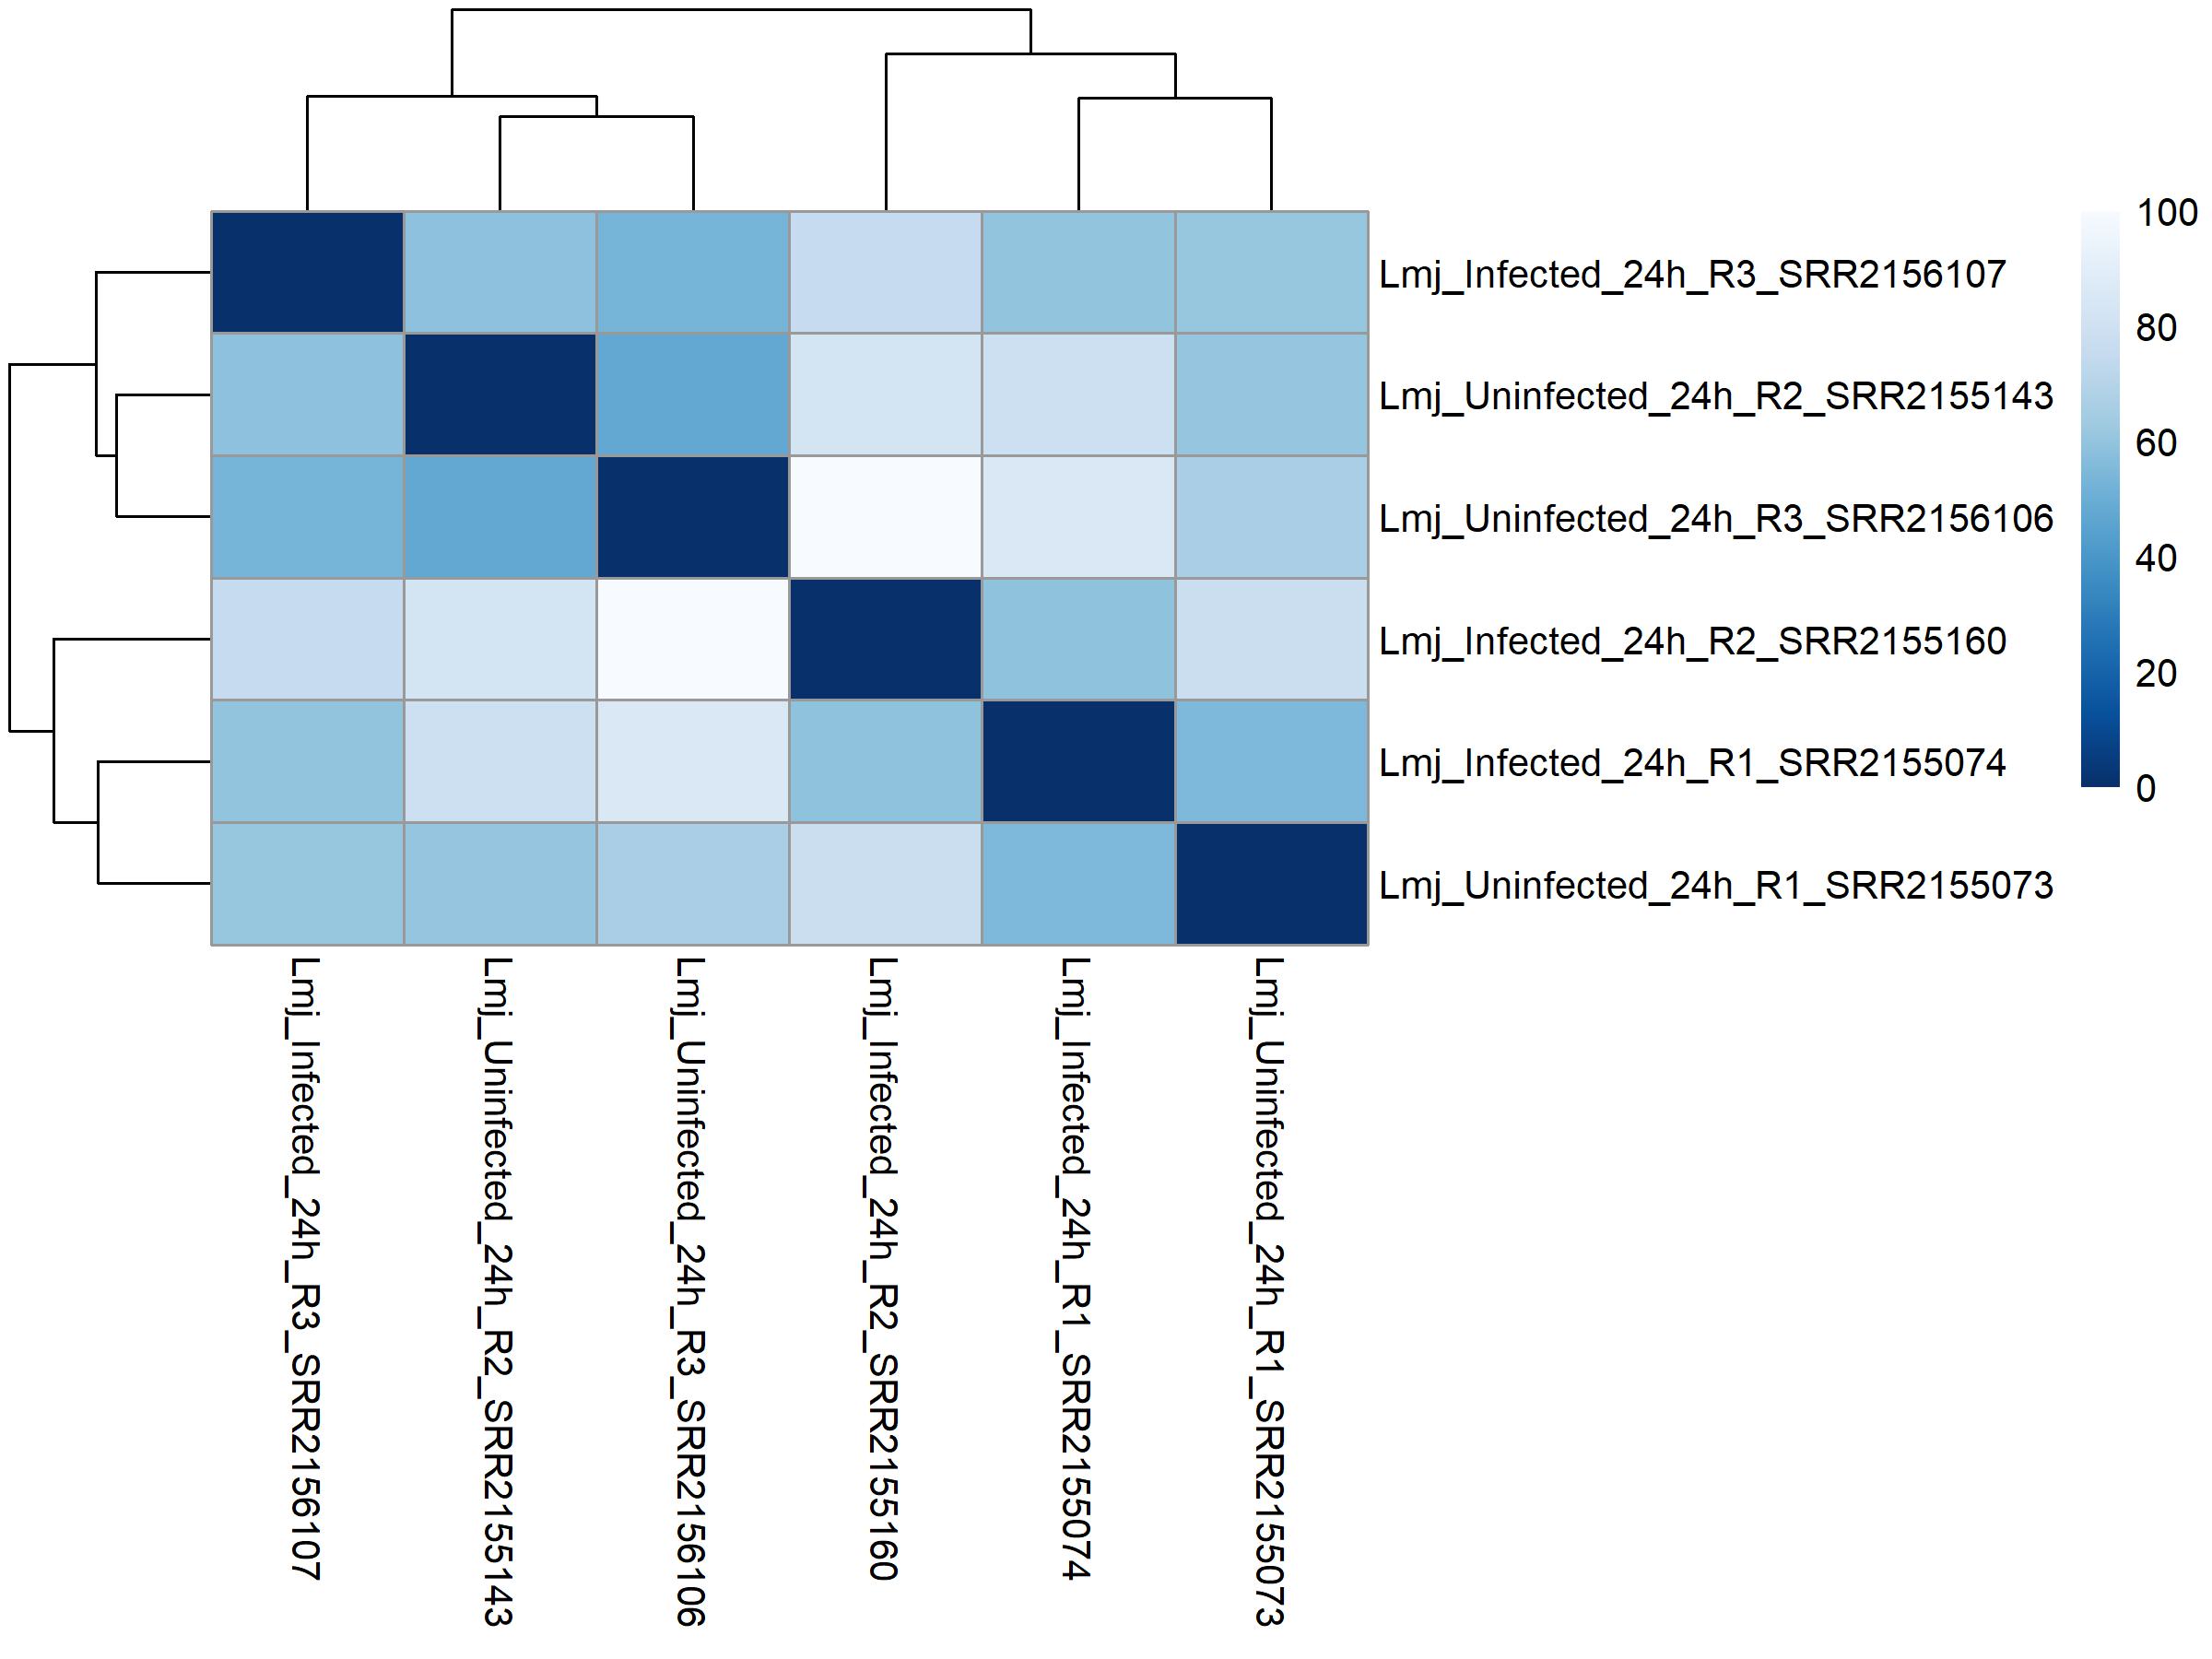 Lmj_Infected_24h_R3_SRR2156107
Lmj_Uninfected_24h_R2_SRR2155143
Lmj_Uninfected_24h_R3_SRR2156106
Lmj_Infected_24h_R2_SRR2155160
Lmj_Infected_24h_R1_SRR2155074
Lmj_Uninfected_24h_R1_SRR2155073
100
80
60
40
20
0
Lmj_Infected_24h_R3_SRR2156107
Lmj_Uninfected_24h_R2_SRR2155143
Lmj_Uninfected_24h_R3_SRR2156106
Lmj_Infected_24h_R2_SRR2155160
Lmj_Infected_24h_R1_SRR2155074
Lmj_Uninfected_24h_R1_SRR2155073